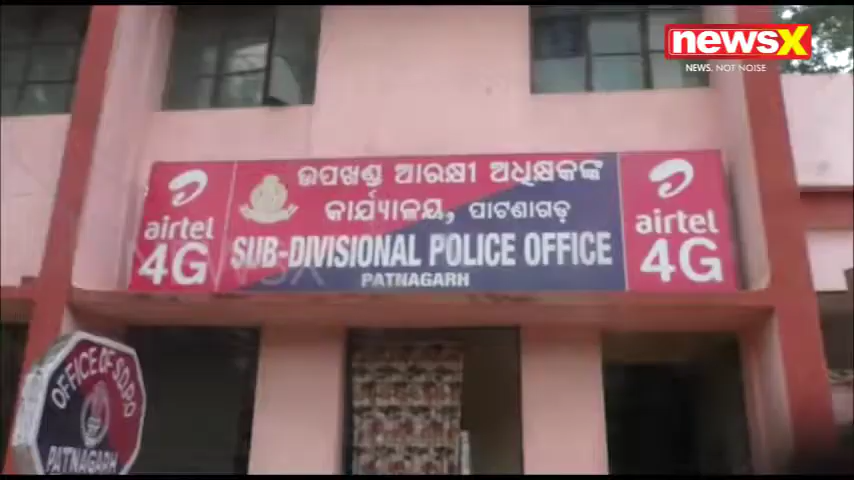 newsX
NEWS. NOT NOISE
airtel
4G
ଉପଖଣ୍ଡ ଆରକ୍ଷୀ ଅଧିକ୍ଷକଙ୍କ
କାର୍ଯ୍ୟାଳୟ, ପାଟଣାଗଡ଼
SUB-DIVISIONAL POLICE OFFICE
PATNAGARH
airtel
4G
OFFICE OF S.D.P.O
PATNAGARH